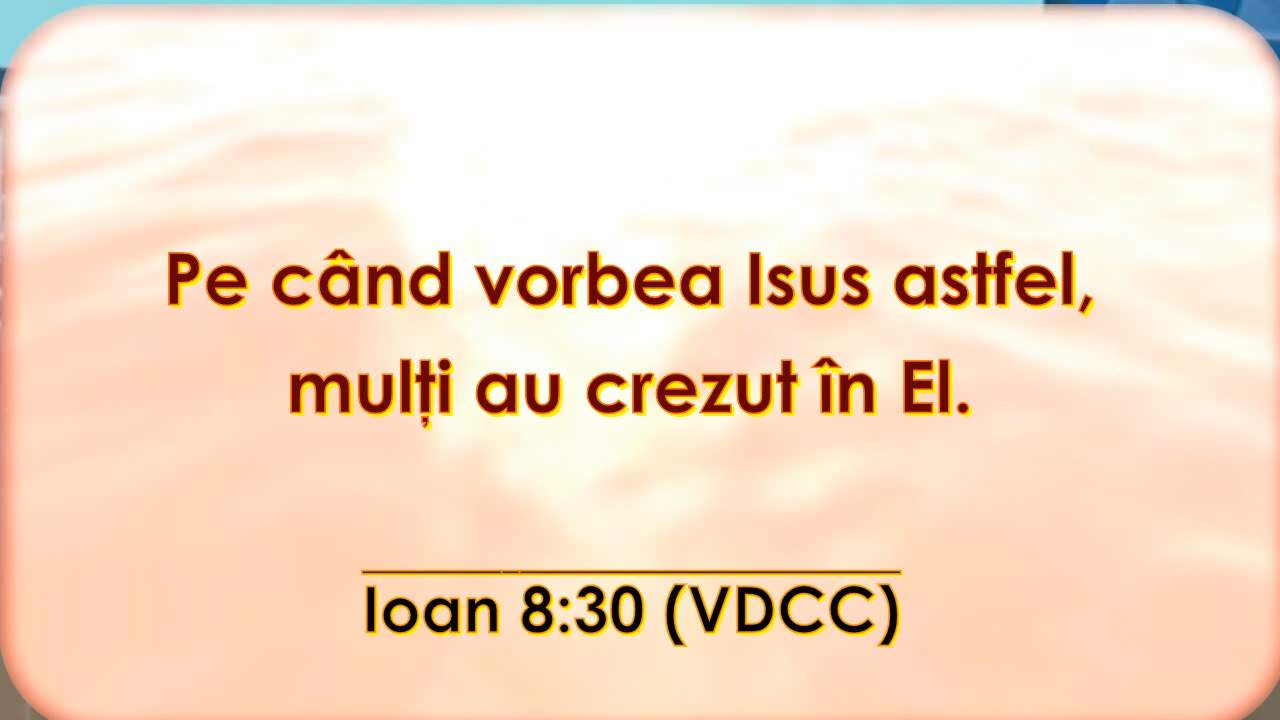 Pe când vorbea Isus astfel,
mulți au crezut în El.
Ioan 8:30 (VDCC)